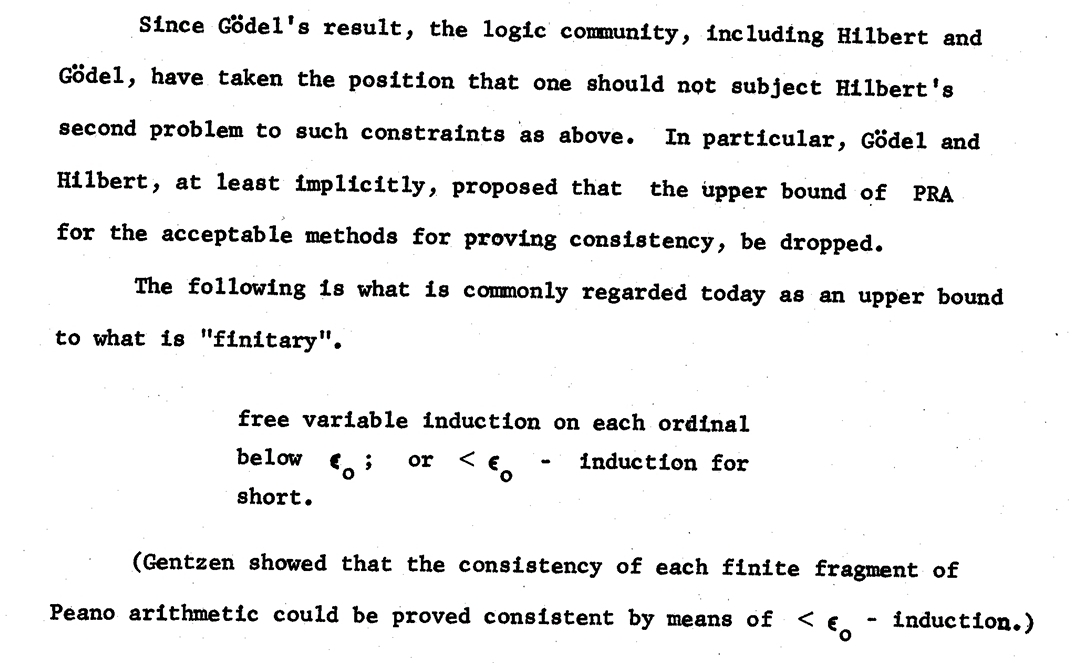 Since Gödel's result, the logic community, including Hilbert and
Gödel, have taken the position that one should not subject Hilbert's
second problem to such constraints as above. In particular, Gödel and
Hilbert, at least implicitly, proposed that the upper bound of PRA
for the acceptable methods for proving consistency, be dropped.
The following is what is commonly regarded today as an upper bound
to what is "finitary".
free variable induction on each ordinal
below ϵ₀; or < ϵ₀ - induction for
short.
(Gentzen showed that the consistency of each finite fragment of
Peano arithmetic could be proved consistent by means of < ϵ₀ - induction.)